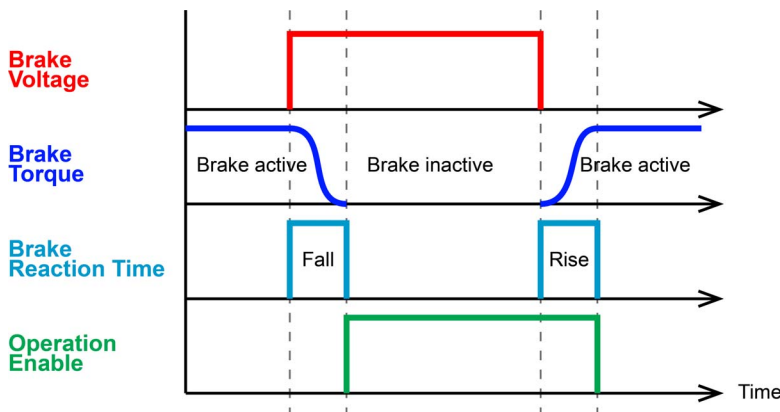 Brake
Voltage
Brake
Torque
Brake active
Brake inactive
Brake active
Brake
Reaction Time
Fall
Rise
Operation
Enable
Time